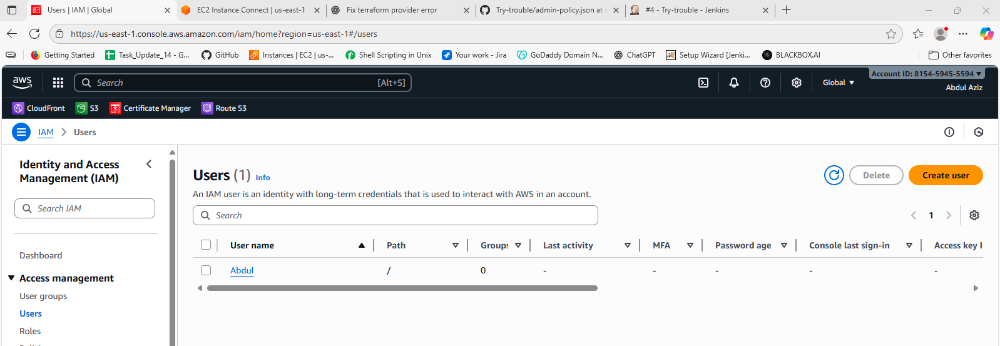 Users | IAM | Global
EC2 Instance Connect | us-east-1
Fix terraform provider error
Try-trouble/admin-policy.json at
#4 - Try-trouble - Jenkins
https://us-east-1.console.aws.amazon.com/iam/home?region=us-east-1#/users
Getting Started
Task_Update_14 - G...
GitHub
Instances | EC2 | us-...
Shell Scripting in Unix
Your work - Jira
GoDaddy Domain N...
ChatGPT
Setup Wizard [Jenki...
BLACKBOX.AI
Other favorites
aws
Search
[Alt+S]
Global
Account ID: 8154-5945-5594
Abdul Aziz
CloudFront
S3
Certificate Manager
Route 53
IAM
Users
Identity and Access
Management (IAM)
Search IAM
Dashboard
Access management
User groups
Users
Roles
Users (1) Info
Delete
Create user
An IAM user is an identity with long-term credentials that is used to interact with AWS in an account.
Search
1
User name
Path
Groups
Last activity
MFA
Password age
Console last sign-in
Access key I
Abdul
/
0
-
-
-
-
-